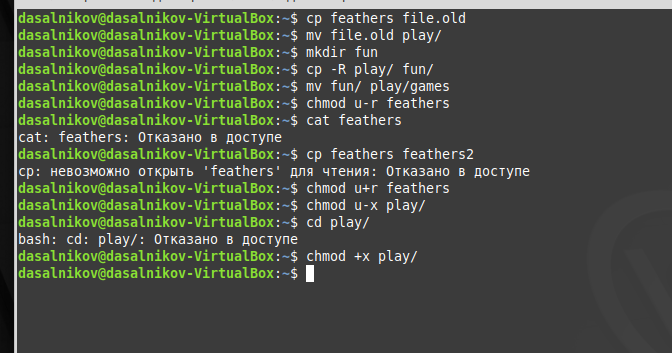 dasalnikov@dasalnikov-VirtualBox:~$ cp feathers file.old
dasalnikov@dasalnikov-VirtualBox:~$ mv file.old play/
dasalnikov@dasalnikov-VirtualBox:~$ mkdir fun
dasalnikov@dasalnikov-VirtualBox:~$ cp -R play/ fun/
dasalnikov@dasalnikov-VirtualBox:~$ mv fun/ play/games
dasalnikov@dasalnikov-VirtualBox:~$ chmod u-r feathers
dasalnikov@dasalnikov-VirtualBox:~$ cat feathers
cat: feathers: Отказано в доступе
dasalnikov@dasalnikov-VirtualBox:~$ cp feathers feathers2
cp: невозможно открыть 'feathers' для чтения: Отказано в доступе
dasalnikov@dasalnikov-VirtualBox:~$ chmod u+r feathers
dasalnikov@dasalnikov-VirtualBox:~$ chmod u-x play/
dasalnikov@dasalnikov-VirtualBox:~$ cd play/
bash: cd: play/: Отказано в доступе
dasalnikov@dasalnikov-VirtualBox:~$ chmod +x play/
dasalnikov@dasalnikov-VirtualBox:~$